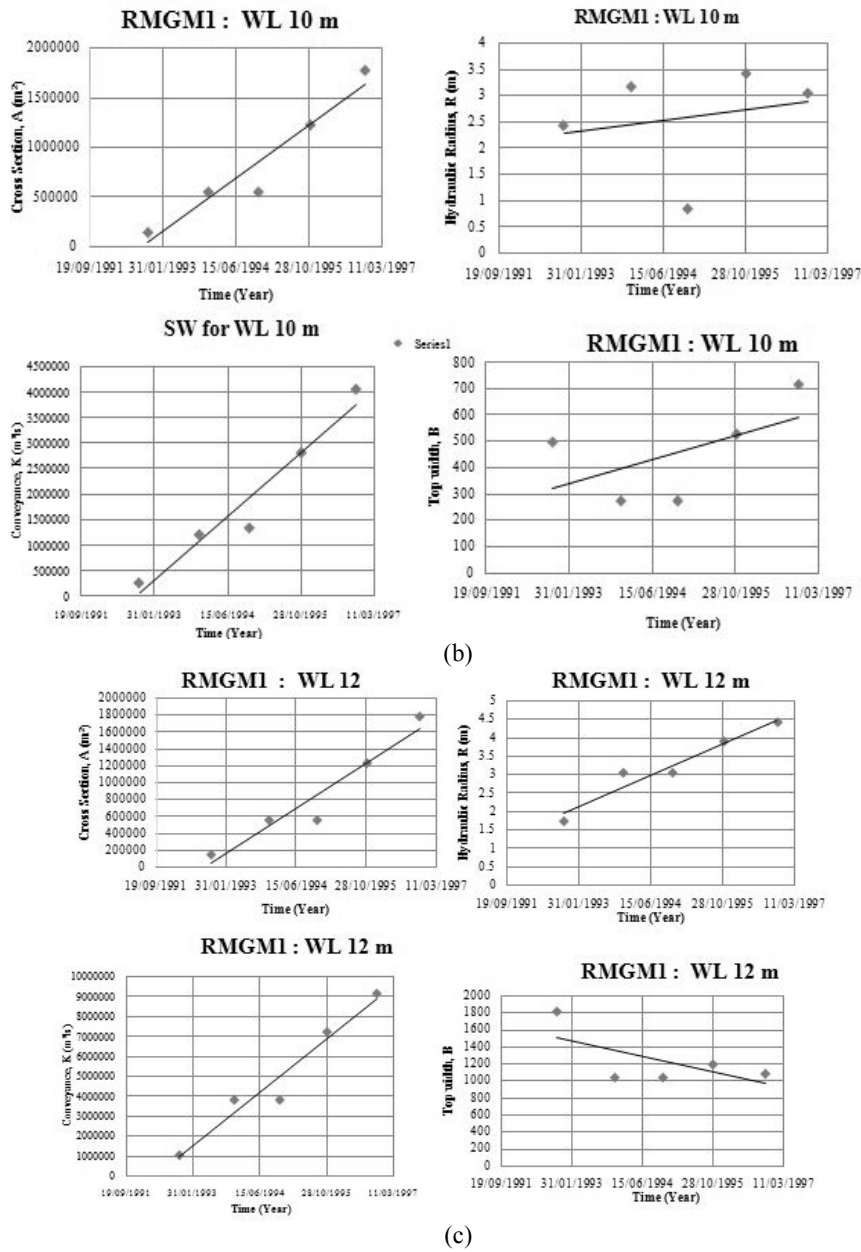 RMGM1 : WL 10 m
Cross Section, A (m²)
2000000
1500000
1000000
500000
0
19/09/1991 31/01/1993 15/06/1994 28/10/1995 11/03/1997
Time (Year)
RMGM1 : WL 10 m
Hydraulic Radius, R (m)
4
3.5
3
2.5
2
1.5
1
0.5
0
19/09/1991 31/01/1993 15/06/1994 28/10/1995 11/03/1997
Time (Year)
SW for WL 10 m
Series1
Conveyance, K (m³/s)
4500000
4000000
3500000
3000000
2500000
2000000
1500000
1000000
500000
0
19/09/1991 31/01/1993 15/06/1994 28/10/1995 11/03/1997
Time (Year)
RMGM1 : WL 10 m
Top width, B
800
700
600
500
400
300
200
100
0
19/09/1991 31/01/1993 15/06/1994 28/10/1995 11/03/1997
Time (Year)
(b)
RMGM1 : WL 12
Cross Section, A (m²)
2000000
1800000
1600000
1400000
1200000
1000000
800000
600000
400000
200000
0
19/09/1991 31/01/1993 15/06/1994 28/10/1995 11/03/1997
Time (Year)
RMGM1 : WL 12 m
Hydraulic Radius, R (m)
5
4.5
4
3.5
3
2.5
2
1.5
1
0.5
0
19/09/1991 31/01/1993 15/06/1994 28/10/1995 11/03/1997
Time (Year)
RMGM1 : WL 12 m
Conveyance, K (m³/s)
10000000
9000000
8000000
7000000
6000000
5000000
4000000
3000000
2000000
1000000
0
19/09/1991 31/01/1993 15/06/1994 28/10/1995 11/03/1997
Time (Year)
RMGM1 : WL 12 m
Top width, B
2000
1800
1600
1400
1200
1000
800
600
400
200
0
19/09/1991 31/01/1993 15/06/1994 28/10/1995 11/03/1997
Time (Year)
(c)